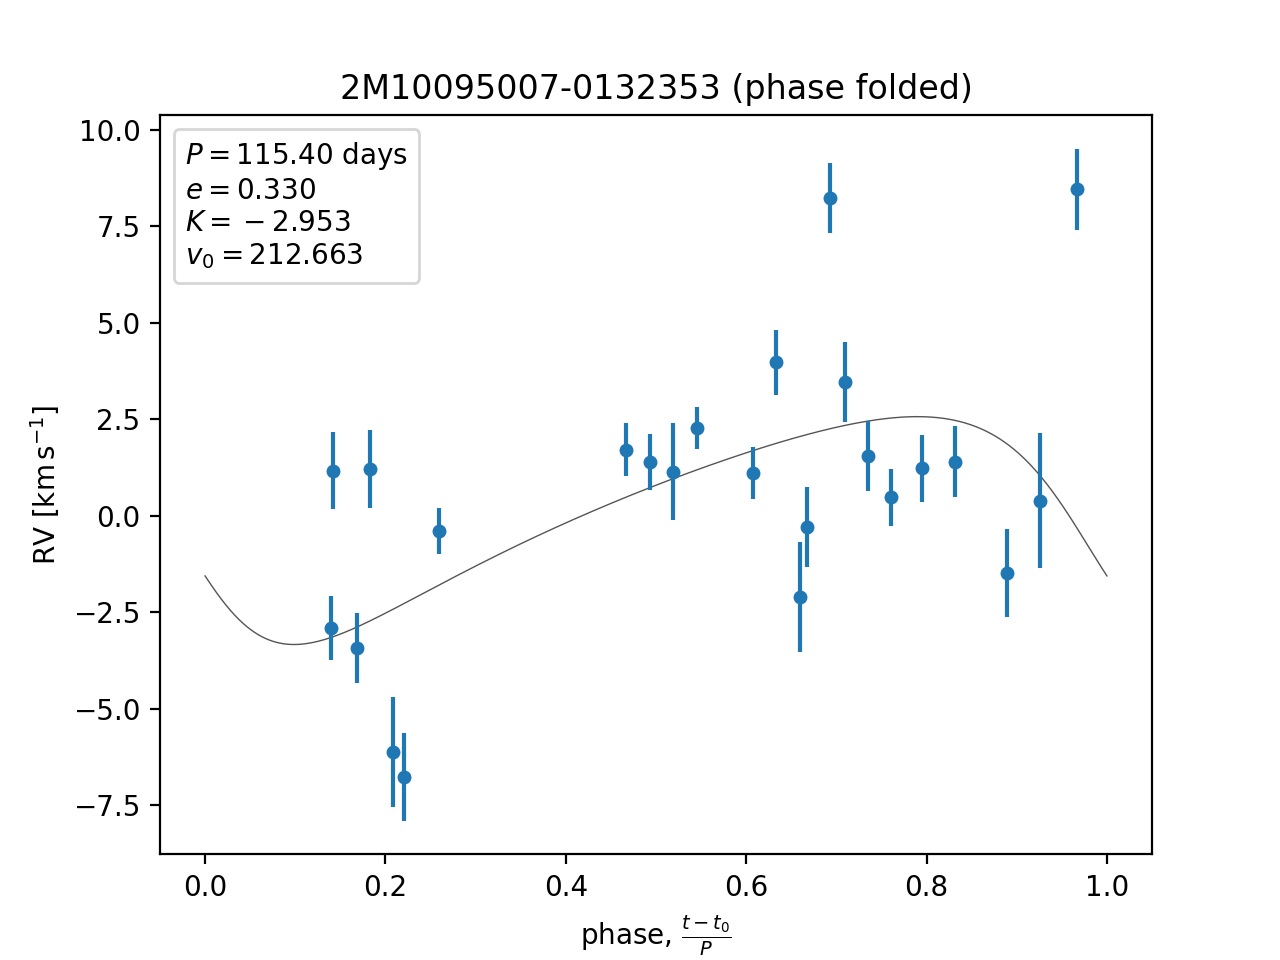 2M10095007-0132353 (phase folded)
P = 115.40 days
e = 0.330
K = −2.953
v₀ = 212.663
RV [km s⁻¹]
10.0
7.5
5.0
2.5
0.0
−2.5
−5.0
−7.5
0.0 0.2 0.4 0.6 0.8 1.0
phase, (t − t₀)/P